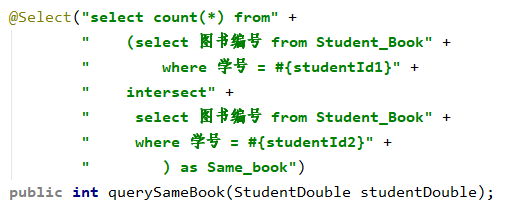 @Select("select count(*) from" +
"    (select 图书编号 from Student_Book" +
"        where 学号 = #{studentId1}" +
"    intersect" +
"     select 图书编号 from Student_Book" +
"     where 学号 = #{studentId2}" +
"        ) as Same_book")
public int querySameBook(StudentDouble studentDouble);